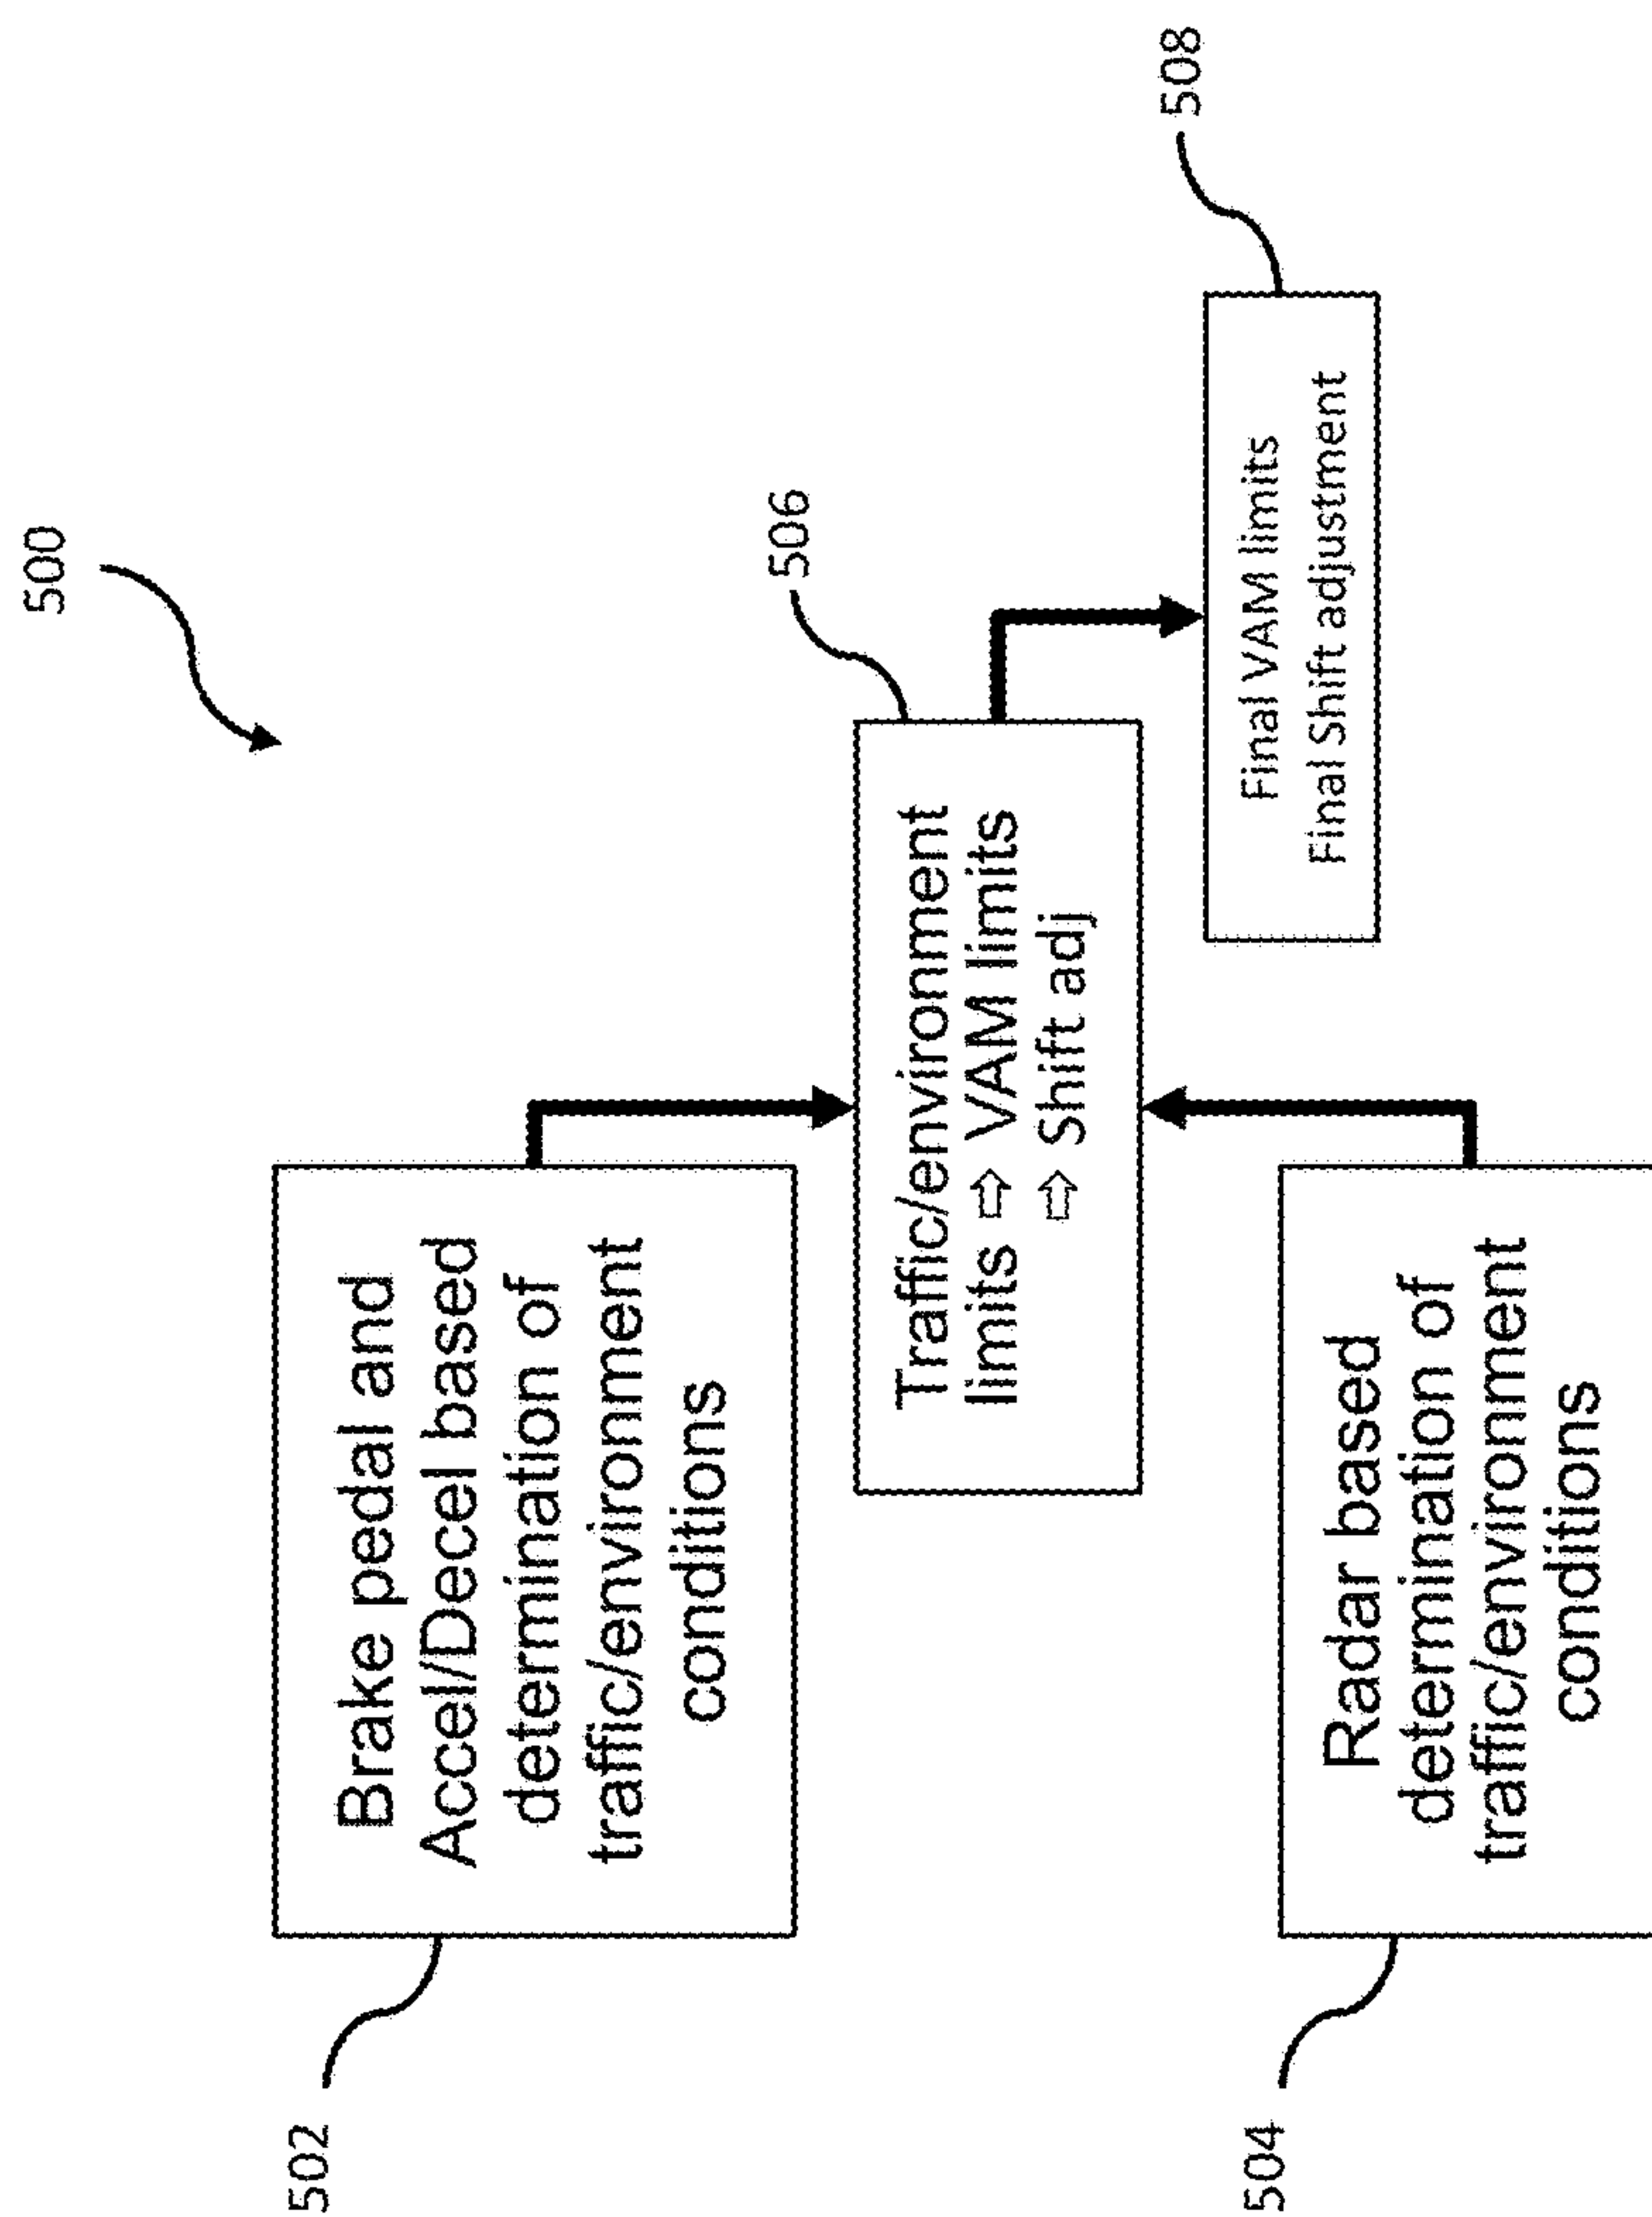 500
502
Brake pedal and
Accel/Decel based
determination of
traffic/environment
conditions
506
Traffic/environment
limits ⇨ VAM limits
⇨ Shift adj
508
Final VAM limits
Final Shift adjustment
504
Radar based
determination of
traffic/environment
conditions